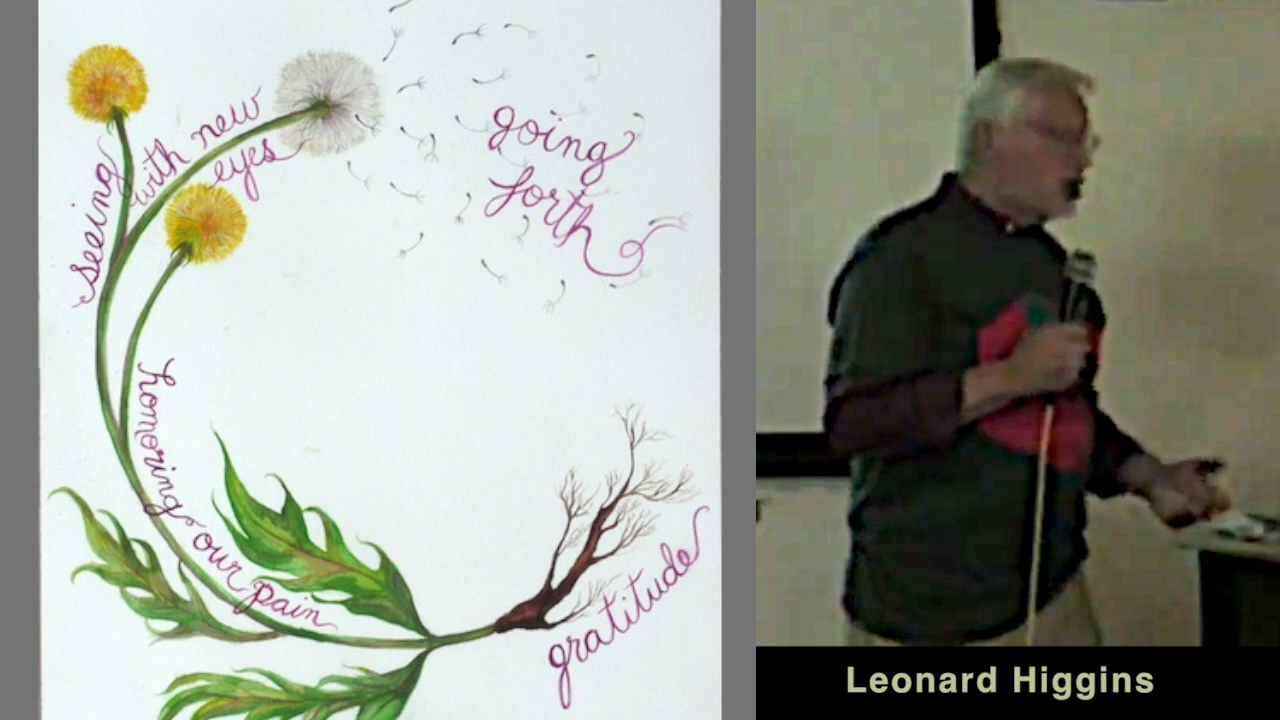 seeing
with new
eyes
going
forth
honoring our pain
gratitude
Leonard Higgins